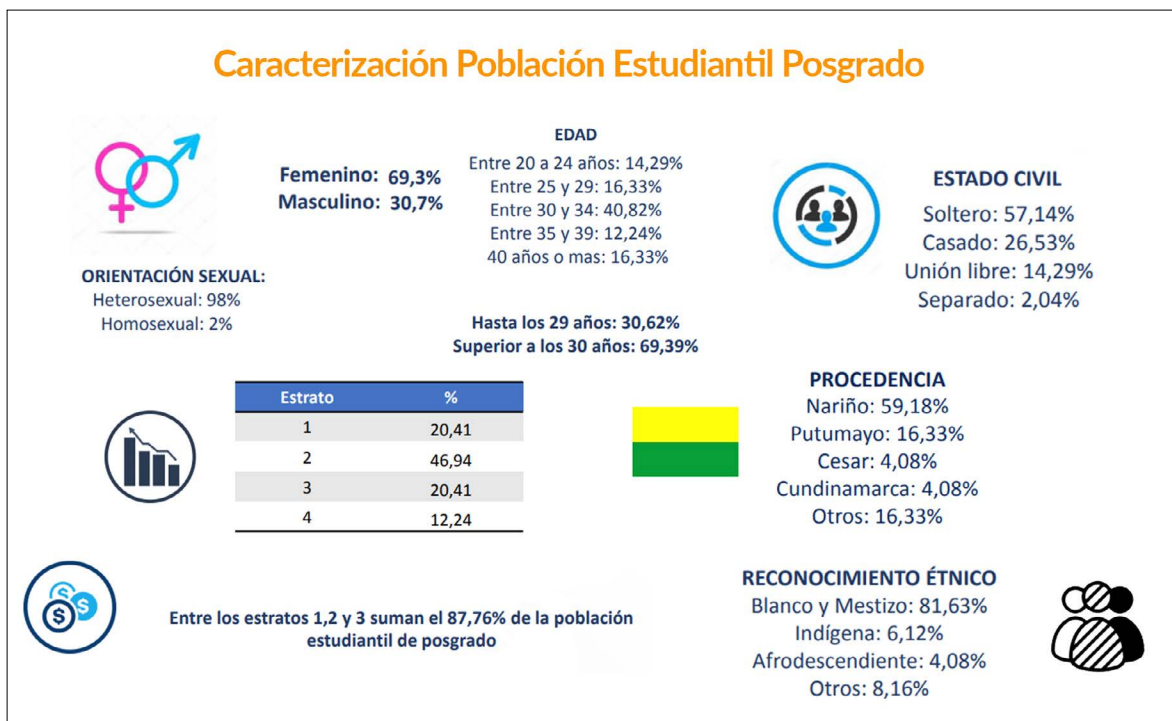 Caracterización Población Estudiantil Posgrado
Femenino: 69,3%
Masculino: 30,7%
EDAD
Entre 20 a 24 años: 14,29%
Entre 25 y 29: 16,33%
Entre 30 y 34: 40,82%
Entre 35 y 39: 12,24%
40 años o mas: 16,33%
ESTADO CIVIL
Soltero: 57,14%
Casado: 26,53%
Unión libre: 14,29%
Separado: 2,04%
ORIENTACIÓN SEXUAL:
Heterosexual: 98%
Homosexual: 2%
Hasta los 29 años: 30,62%
Superior a los 30 años: 69,39%
Estrato %
1 20,41
2 46,94
3 20,41
4 12,24
PROCEDENCIA
Nariño: 59,18%
Putumayo: 16,33%
Cesar: 4,08%
Cundinamarca: 4,08%
Otros: 16,33%
$ $ $
Entre los estratos 1,2 y 3 suman el 87,76% de la población
estudiantil de posgrado
RECONOCIMIENTO ÉTNICO
Blanco y Mestizo: 81,63%
Indígena: 6,12%
Afrodescendiente: 4,08%
Otros: 8,16%